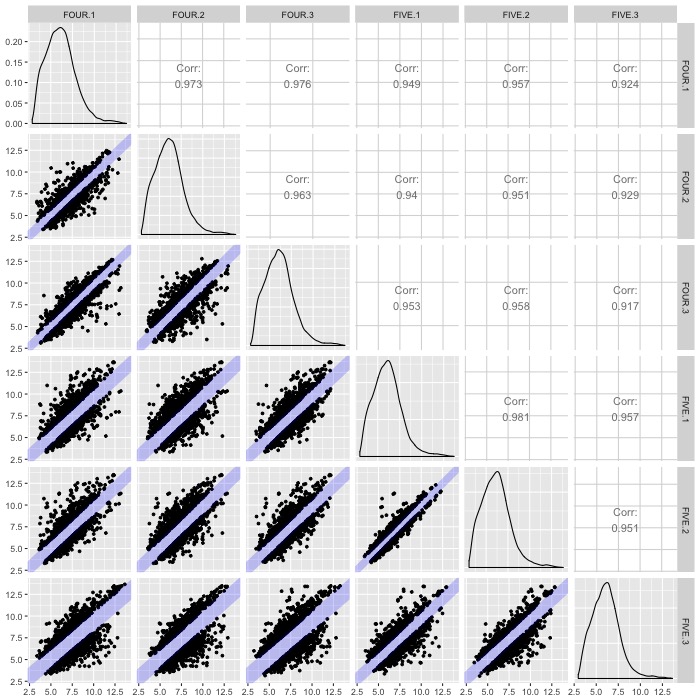 FOUR.1 FOUR.2 FOUR.3 FIVE.1 FIVE.2 FIVE.3
0.20
0.15
0.10
0.05
0.00
Corr:
0.973
Corr:
0.976
Corr:
0.949
Corr:
0.957
Corr:
0.924
FOUR.1
12.5
10.0
7.5
5.0
2.5
Corr:
0.963
Corr:
0.94
Corr:
0.951
Corr:
0.929
FOUR.2
12.5
10.0
7.5
5.0
2.5
Corr:
0.953
Corr:
0.958
Corr:
0.917
FOUR.3
12.5
10.0
7.5
5.0
2.5
Corr:
0.981
Corr:
0.957
FIVE.1
12.5
10.0
7.5
5.0
2.5
Corr:
0.951
FIVE.2
12.5
10.0
7.5
5.0
2.5
FIVE.3
2.5 5.0 7.5 10.0 12.5 2.5 5.0 7.5 10.0 12.5 2.5 5.0 7.5 10.0 12.5 2.5 5.0 7.5 10.0 12.5 2.5 5.0 7.5 10.0 12.5 2.5 5.0 7.5 10.0 12.5